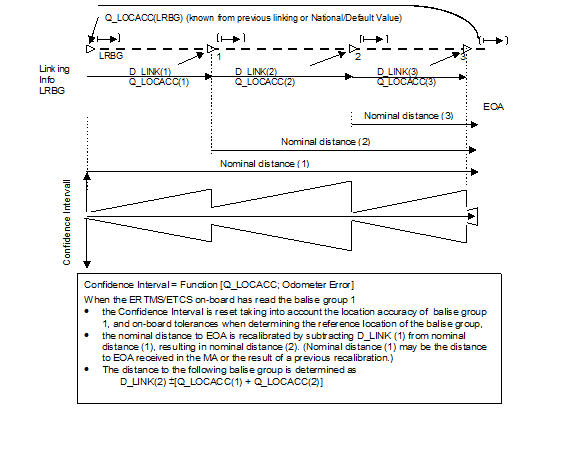 Q_LOCACC(LRBG) (known from previous linking or National/Default Value)
LRBG
1
2
3
Linking
Info
LRBG
D_LINK(1)
Q_LOCACC(1)
D_LINK(2)
Q_LOCACC(2)
D_LINK(3)
Q_LOCACC(3)
EOA
Nominal distance (3)
Nominal distance (2)
Nominal distance (1)
Confidence Intervall
Confidence Interval = Function [Q_LOCACC; Odometer Error]
When the ERTMS/ETCS on-board has read the balise group 1
● the Confidence Interval is reset taking into account the location accuracy of balise group
1, and on-board tolerances when determining the reference location of the balise group,
● the nominal distance to EOA is recalibrated by subtracting D_LINK (1) from nominal
distance (1), resulting in nominal distance (2). (Nominal distance (1) may be the distance
to EOA received in the MA or the result of a previous recalibration.)
● The distance to the following balise group is determined as
D_LINK(2) ±[Q_LOCACC(1) + Q_LOCACC(2)]